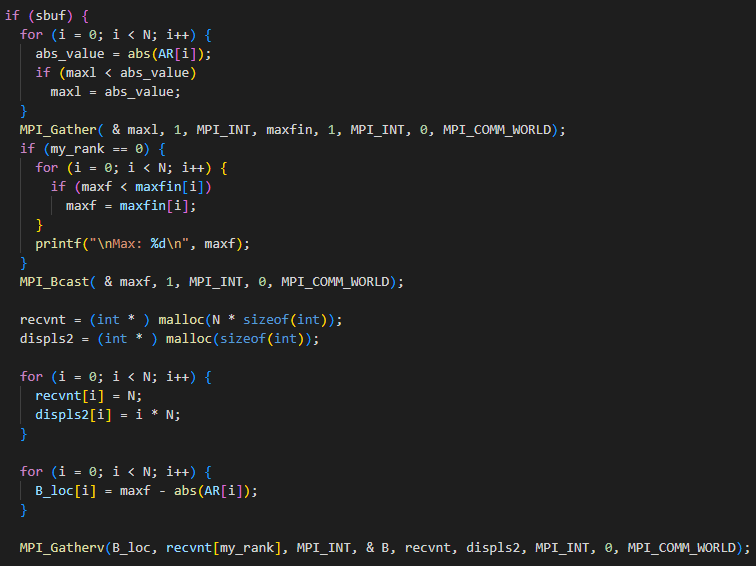 if (sbuf) {
for (i = 0; i < N; i++) {
abs_value = abs(AR[i]);
if (maxl < abs_value)
maxl = abs_value;
}
MPI_Gather( & maxl, 1, MPI_INT, maxfin, 1, MPI_INT, 0, MPI_COMM_WORLD);
if (my_rank == 0) {
for (i = 0; i < N; i++) {
if (maxf < maxfin[i])
maxf = maxfin[i];
}
printf("\nMax: %d\n", maxf);
}
MPI_Bcast( & maxf, 1, MPI_INT, 0, MPI_COMM_WORLD);
recvnt = (int * ) malloc(N * sizeof(int));
displs2 = (int * ) malloc(sizeof(int));
for (i = 0; i < N; i++) {
recvnt[i] = N;
displs2[i] = i * N;
}
for (i = 0; i < N; i++) {
B_loc[i] = maxf - abs(AR[i]);
}
MPI_Gatherv(B_loc, recvnt[my_rank], MPI_INT, & B, recvnt, displs2, MPI_INT, 0, MPI_COMM_WORLD);